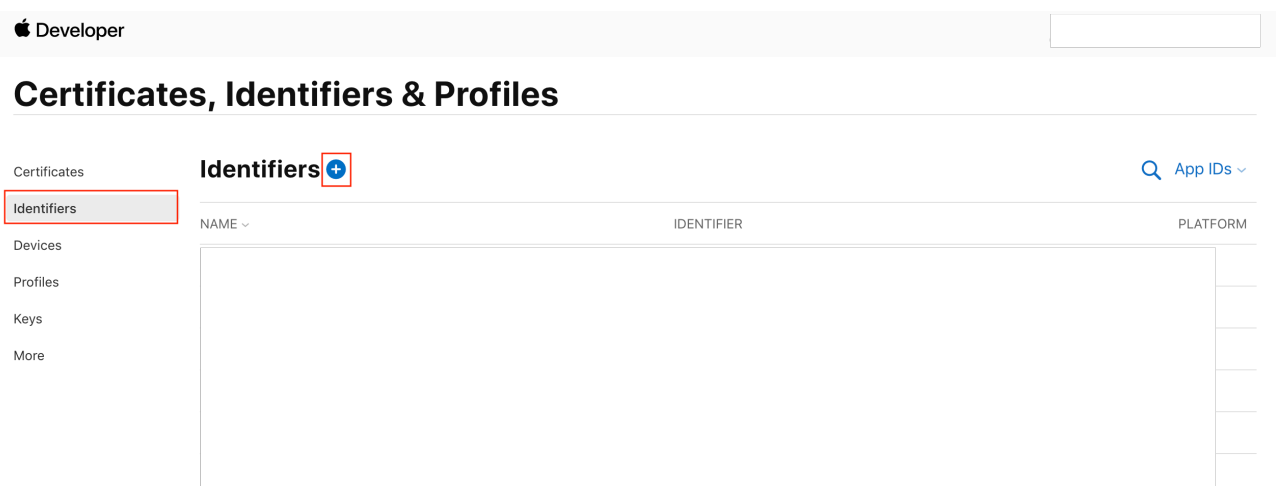 Developer
Certificates, Identifiers & Profiles
Certificates
Identifiers
Devices
Profiles
Keys
More
Identifiers
App IDs
NAME
IDENTIFIER
PLATFORM